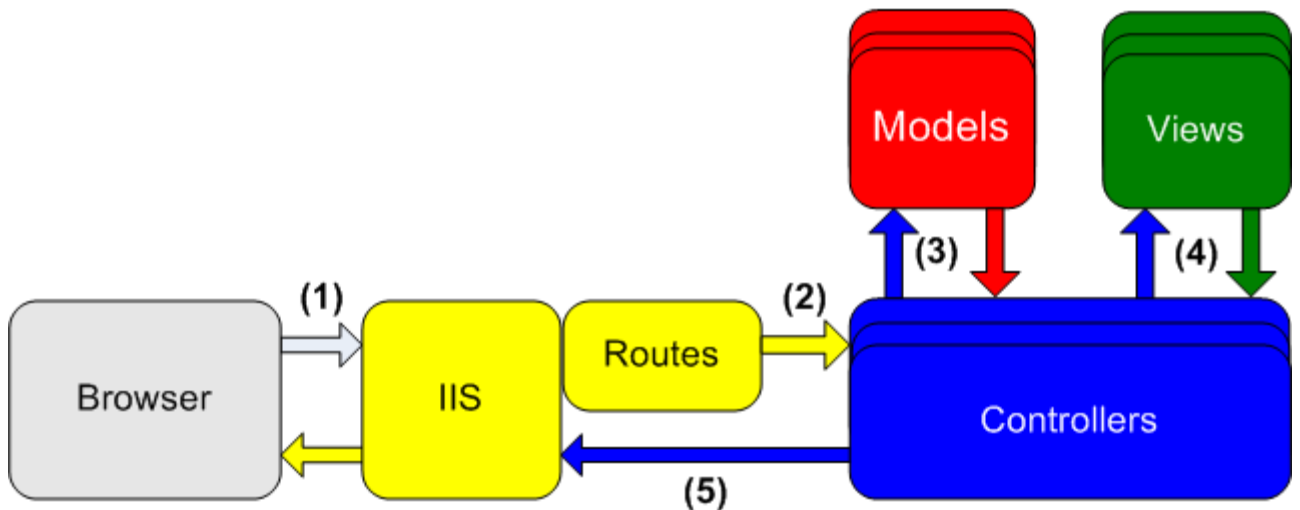 Models
Views
(3)
(4)
(1)
(2)
Browser
IIS
Routes
Controllers
(5)